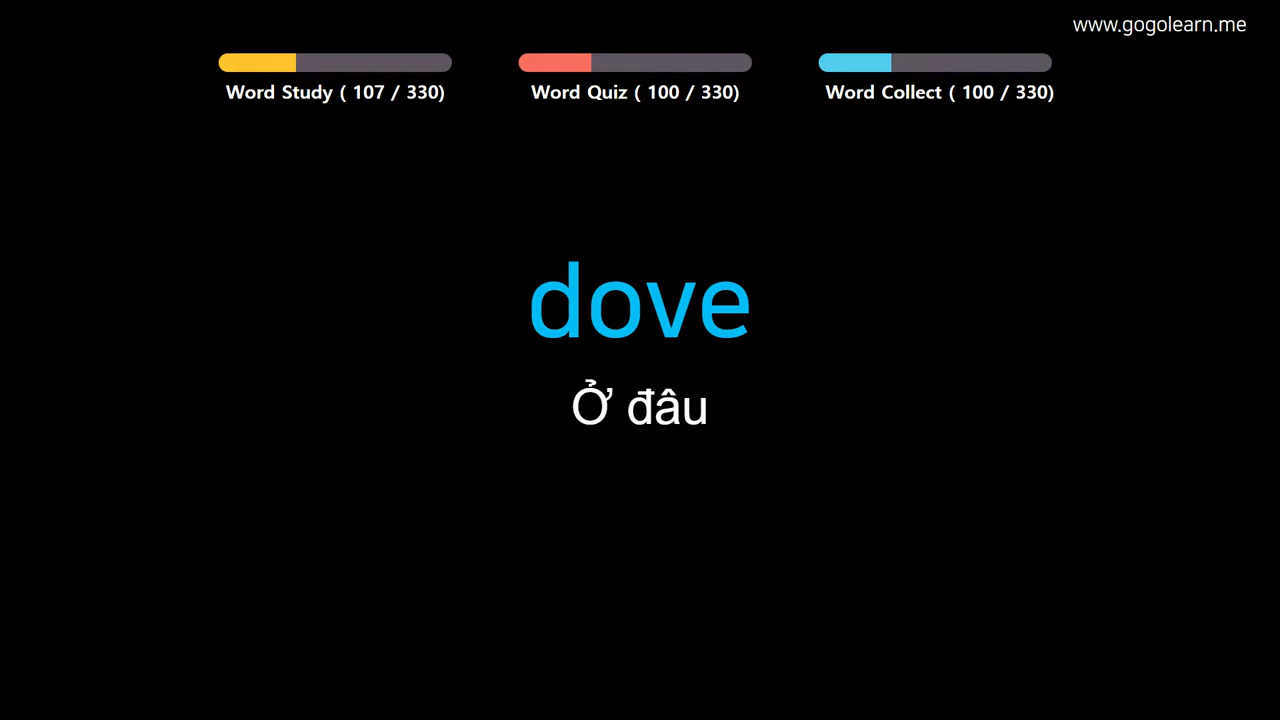 www.gogolearn.me
Word Study ( 107 / 330)
Word Quiz ( 100 / 330)
Word Collect ( 100 / 330)
dove
Ở đâu